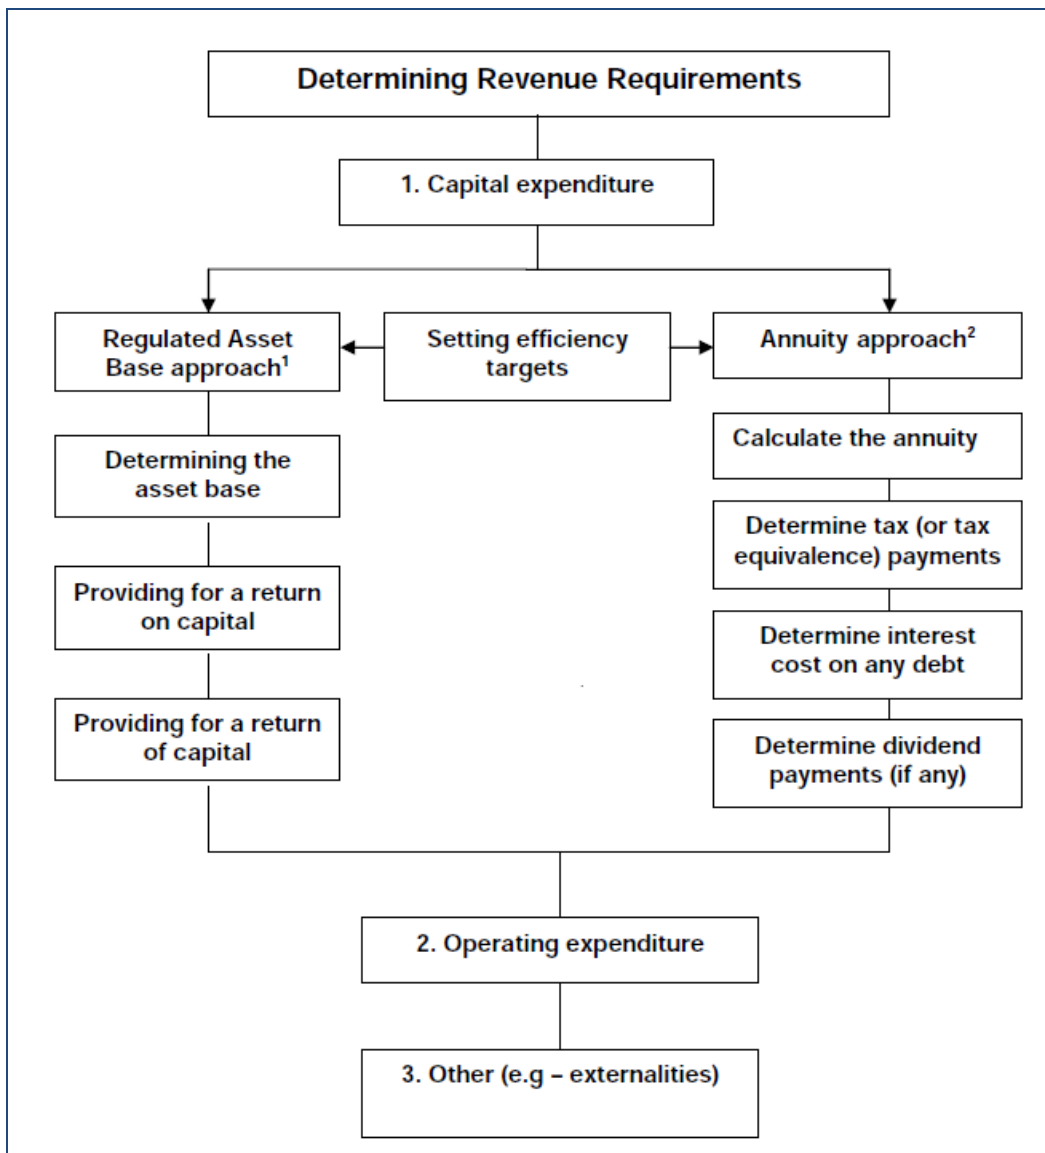 Determining Revenue Requirements
1. Capital expenditure
Regulated Asset
Base approach¹
Setting efficiency
targets
Annuity approach²
Determining the
asset base
Providing for a return
on capital
Providing for a return
of capital
Calculate the annuity
Determine tax (or tax
equivalence) payments
Determine interest
cost on any debt
Determine dividend
payments (if any)
2. Operating expenditure
3. Other (e.g – externalities)